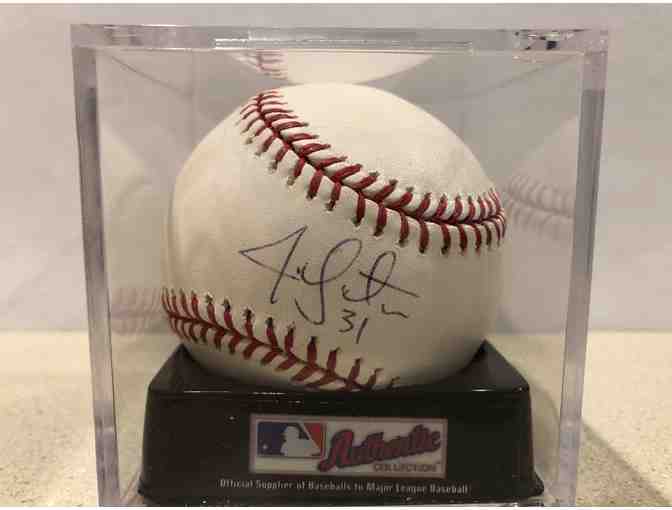 31
Authentic
COLLECTION
Official Supplier of Baseballs to Major League Baseball